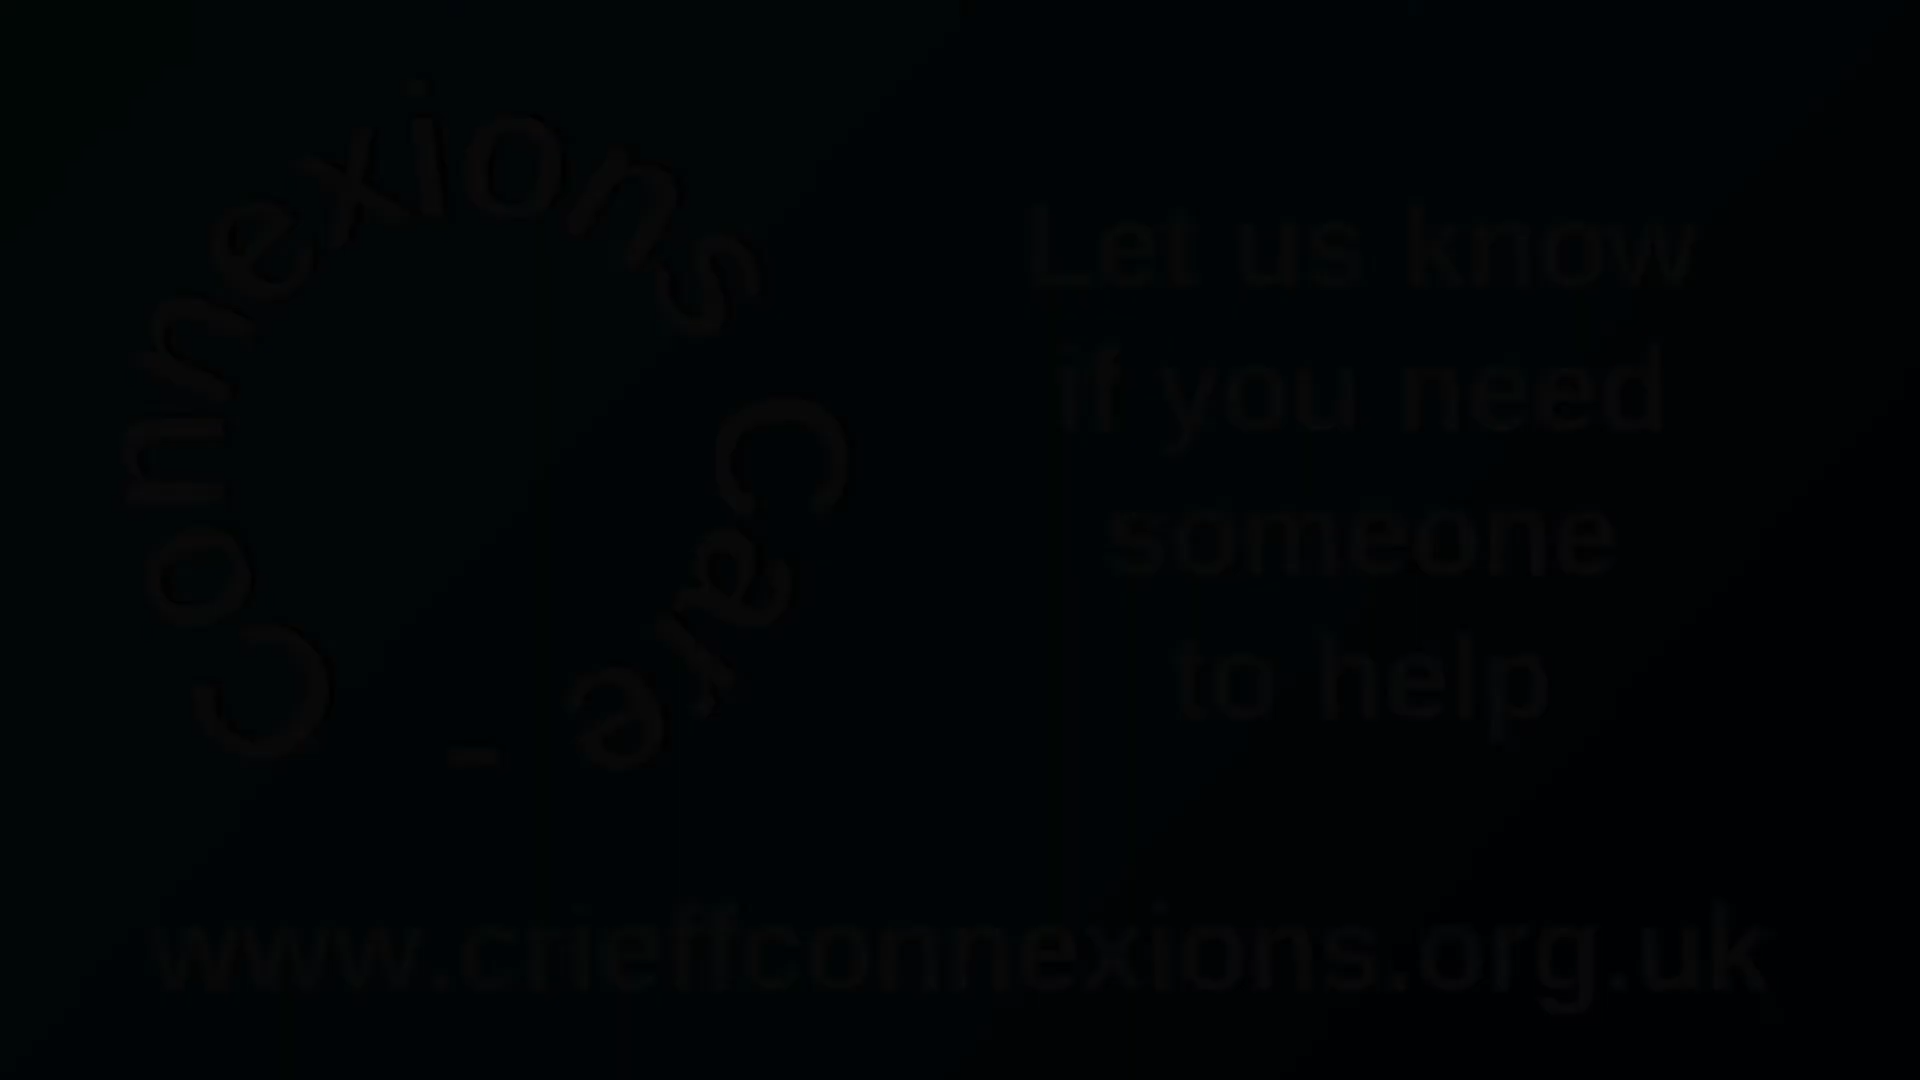 Connexions Care -
Let us know
if you need
someone
to help
www.crieffconnexions.org.uk